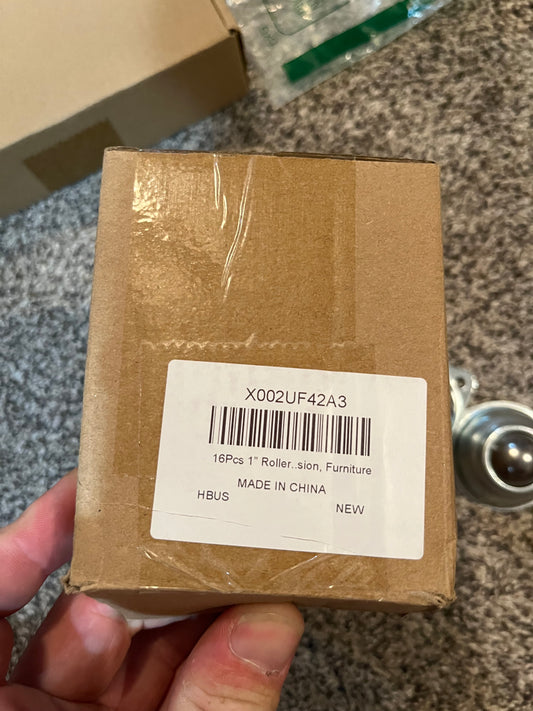 X002UF42A3
16Pcs 1" Roller..sion, Furniture
MADE IN CHINA
HBUS
NEW